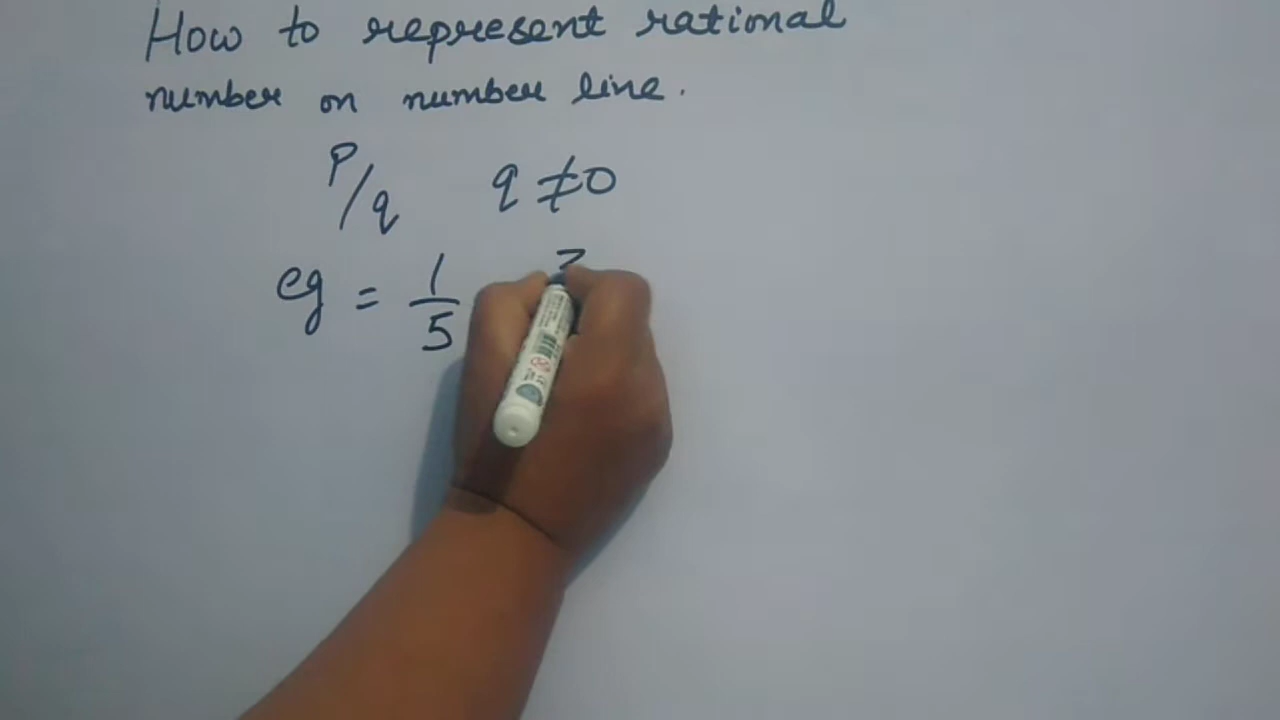 How to represent rational
number on number line.
p/q q ≠ 0
eg = 1/5